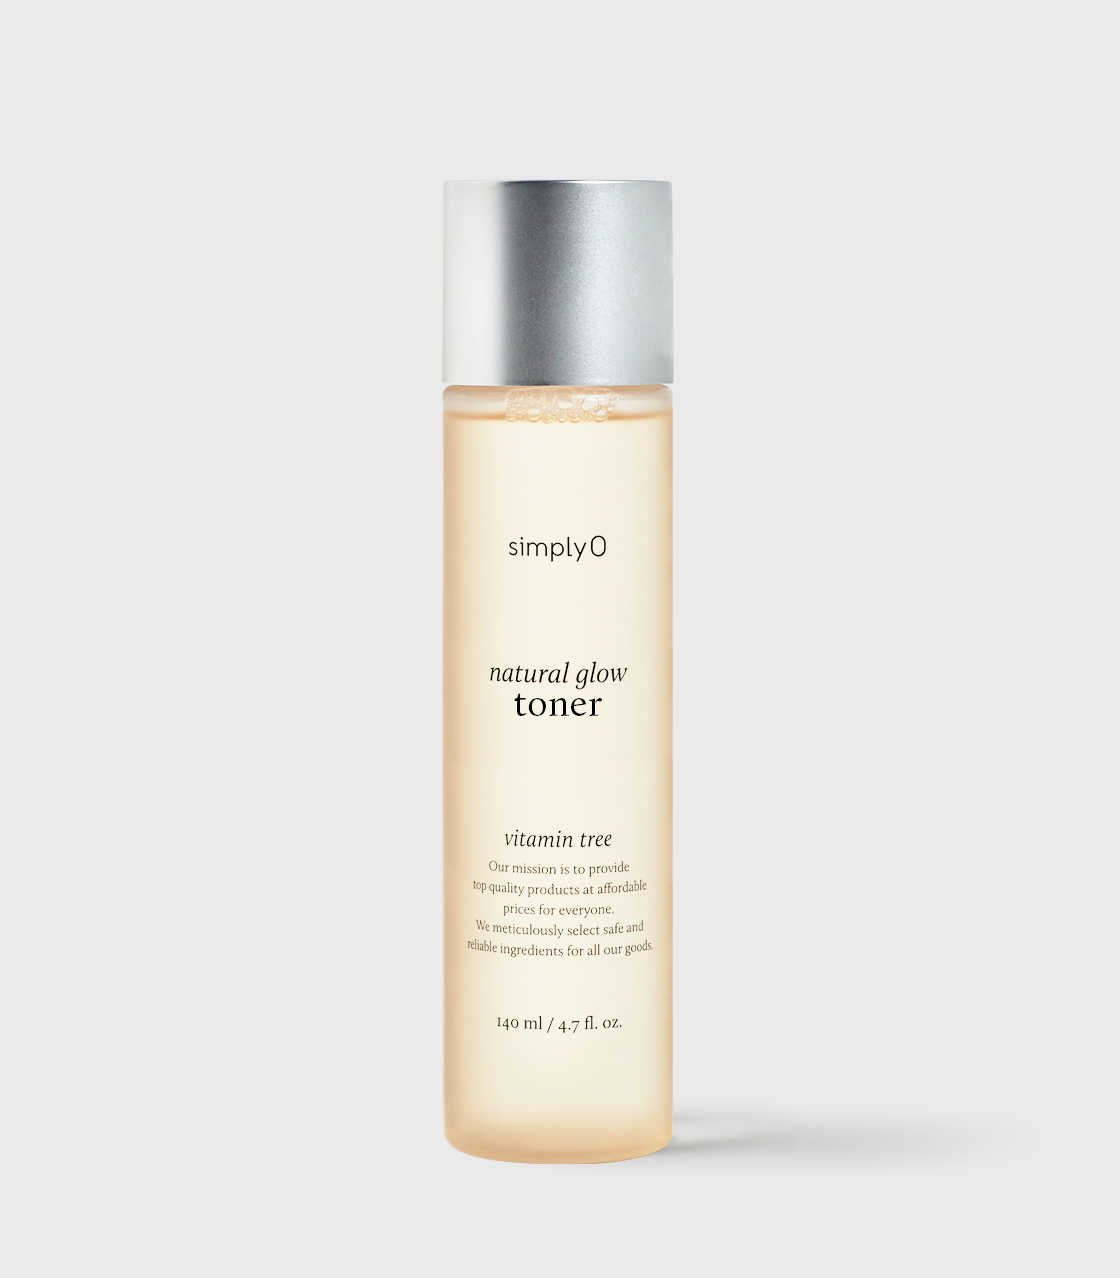 simplyO
natural glow
toner
vitamin tree
Our mission is to provide
top quality products at affordable
prices for everyone.
We meticulously select safe and
reliable ingredients for all our goods.
140 ml / 4.7 fl. oz.